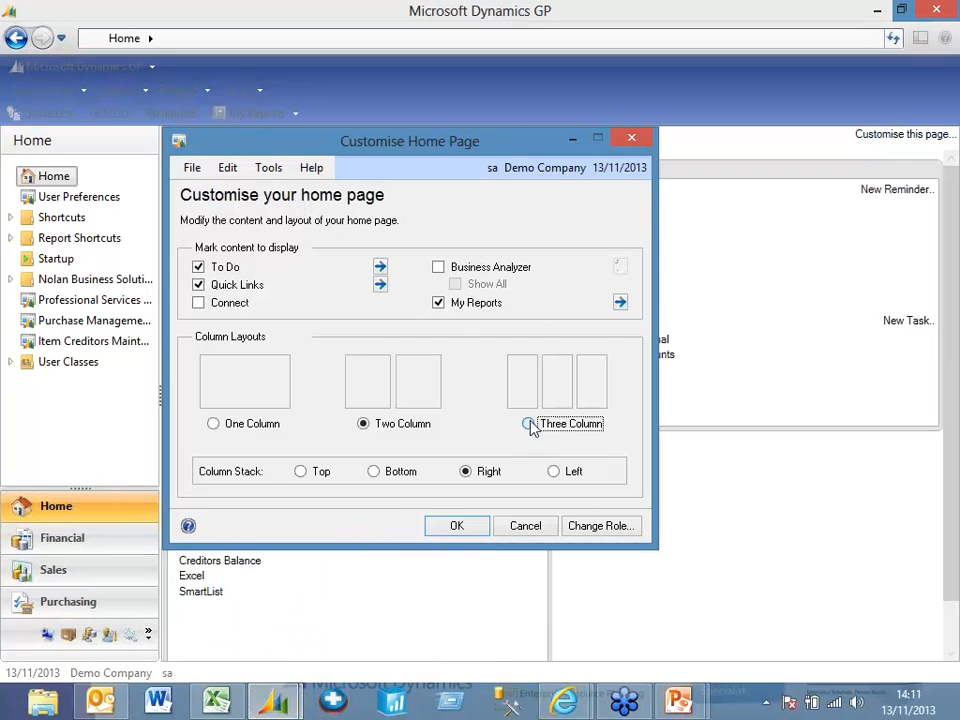 Microsoft Dynamics GP
Home
Microsoft Dynamics GP
Home
Customise this page...
Customise Home Page
File Edit Tools Help sa Demo Company 13/11/2013
Customise your home page
Modify the content and layout of your home page.
Mark content to display
To Do
Quick Links
Connect
Business Analyzer
Show All
My Reports
Column Layouts
One Column Two Column Three Column
Column Stack: Top Bottom Right Left
OK Cancel Change Role...
Home
User Preferences
Shortcuts
Report Shortcuts
Startup
Nolan Business Soluti...
Professional Services ...
Purchase Manageme...
Item Creditors Maint...
User Classes
New Reminder..
New Task..
Home
Financial
Sales
Purchasing
Creditors Balance
Excel
SmartList
13/11/2013 Demo Company sa
14:11
13/11/2013